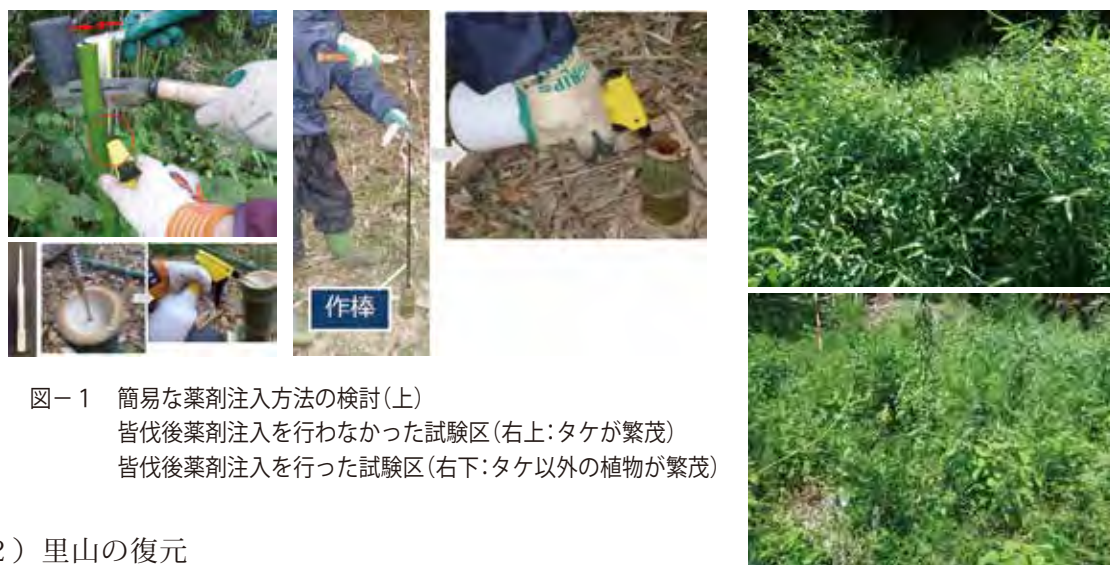 GRIPS
作棒
図−1　簡易な薬剤注入方法の検討(上)
皆伐後薬剤注入を行わなかった試験区(右上：タケが繁茂)
皆伐後薬剤注入を行った試験区(右下：タケ以外の植物が繁茂)
2）里山の復元